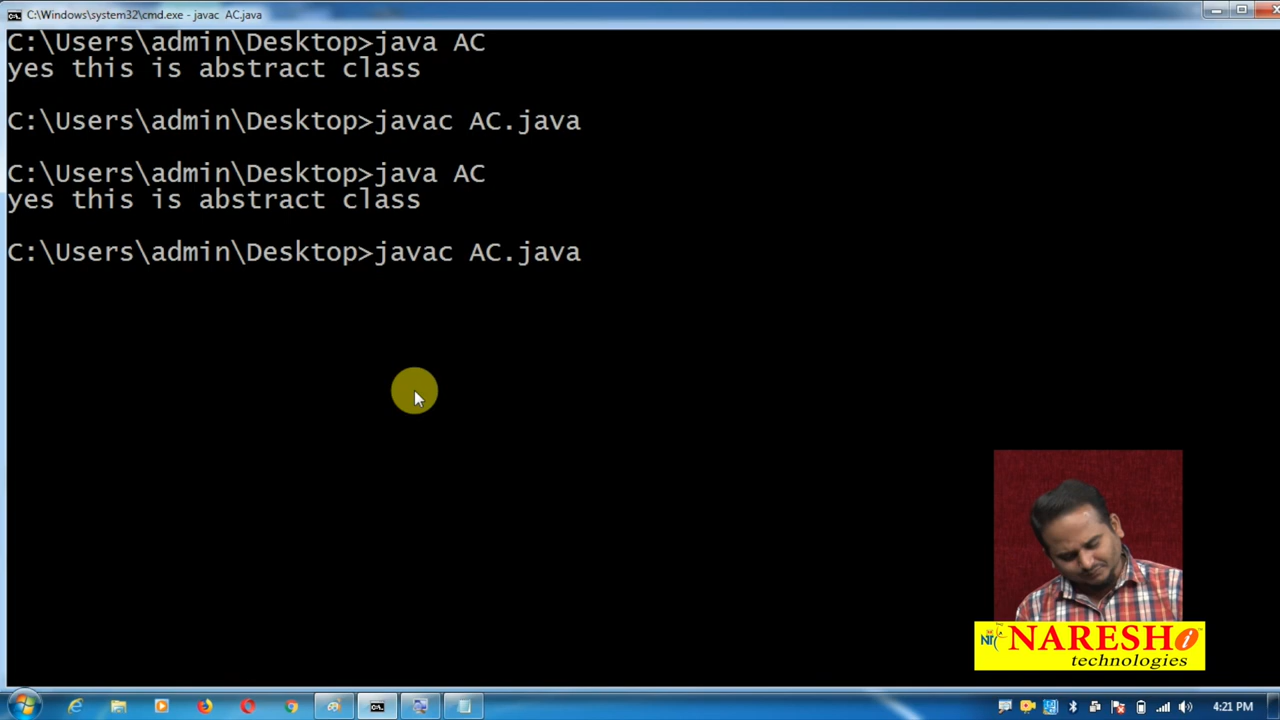 C:\Windows\system32\cmd.exe - javac  AC.java
C:\Users\admin\Desktop>java AC
yes this is abstract class
C:\Users\admin\Desktop>javac AC.java
C:\Users\admin\Desktop>java AC
yes this is abstract class
C:\Users\admin\Desktop>javac AC.java
NARESH i
technologies
4:21 PM